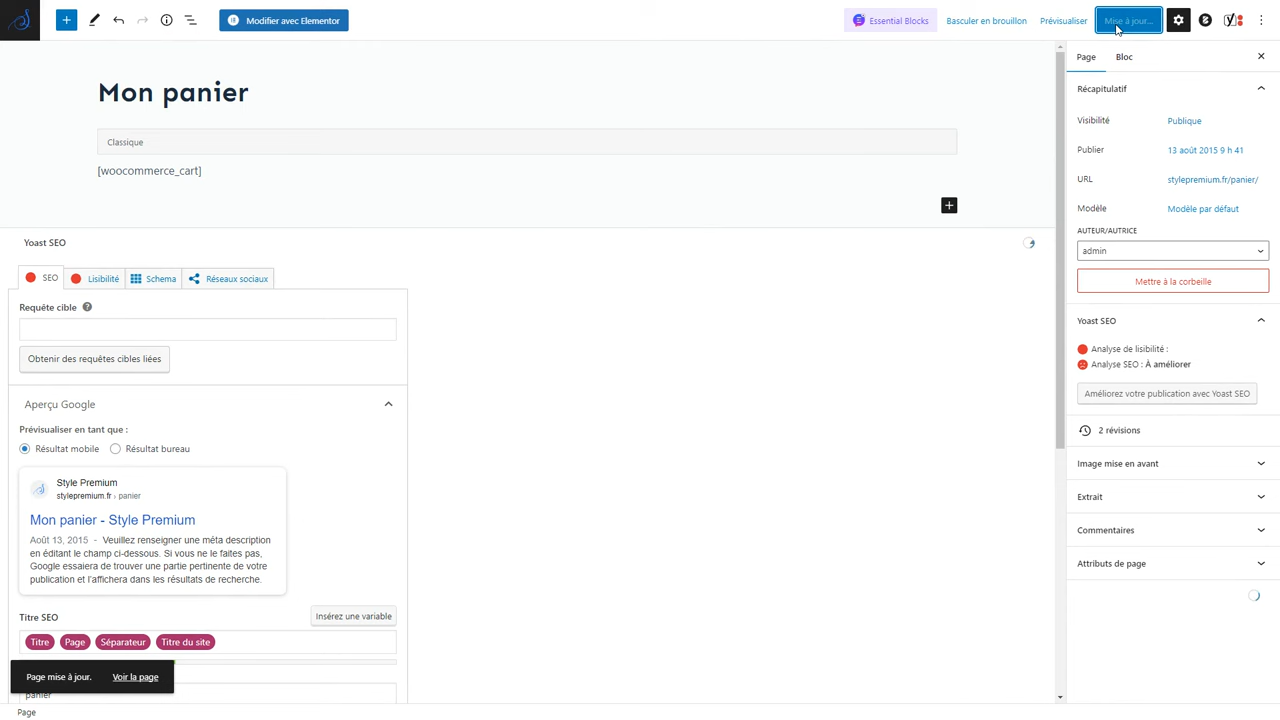 Modifier avec Elementor
Essential Blocks
Basculer en brouillon
Prévisualiser
Mise à jour...
Mon panier
Classique
[woocommerce_cart]
Yoast SEO
SEO
Lisibilité
Schema
Réseaux sociaux
Requête cible
Obtenir des requêtes cibles liées
Aperçu Google
Prévisualiser en tant que :
Résultat mobile
Résultat bureau
Style Premium
stylepremium.fr › panier
Mon panier - Style Premium
Août 13, 2015 - Veuillez renseigner une méta description
en éditant le champ ci-dessous. Si vous ne le faites pas,
Google essaiera de trouver une partie pertinente de votre
publication et l'affichera dans les résultats de recherche.
Titre SEO
Insérez une variable
Titre
Page
Séparateur
Titre du site
Page mise à jour.
Voir la page
panier
Page
Page
Bloc
Récapitulatif
Visibilité
Publique
Publier
13 août 2015 9 h 41
URL
stylepremium.fr/panier/
Modèle
Modèle par défaut
AUTEUR/AUTRICE
admin
Mettre à la corbeille
Yoast SEO
Analyse de lisibilité :
Analyse SEO : À améliorer
Améliorez votre publication avec Yoast SEO
2 révisions
Image mise en avant
Extrait
Commentaires
Attributs de page